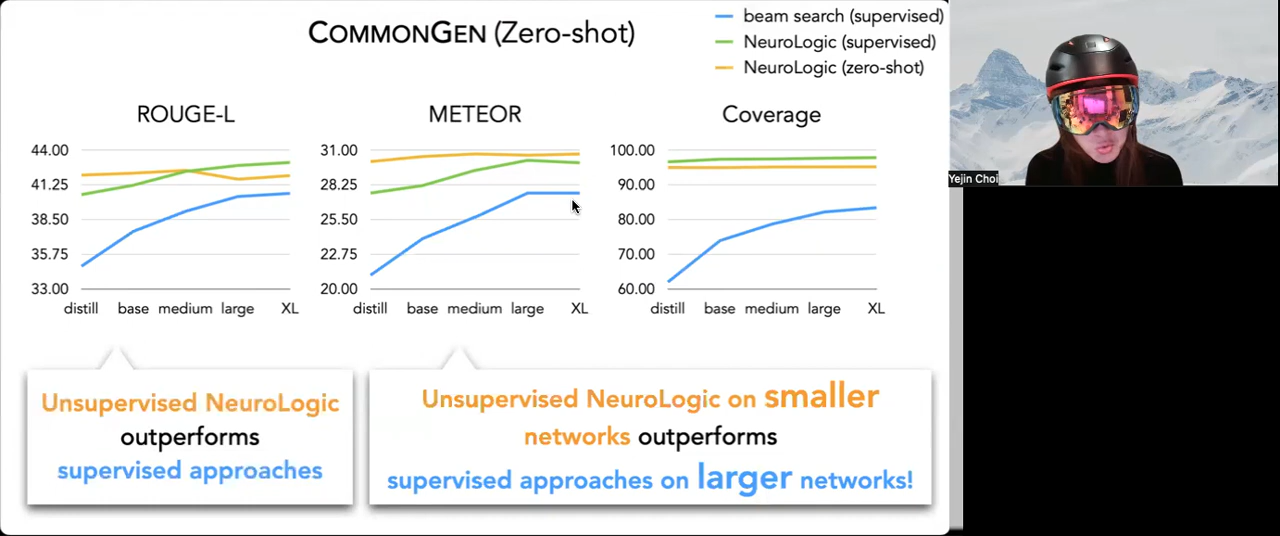 COMMONGEN (Zero-shot)
beam search (supervised)
NeuroLogic (supervised)
NeuroLogic (zero-shot)
ROUGE-L
44.00
41.25
38.50
35.75
33.00
distill base medium large XL
METEOR
31.00
28.25
25.50
22.75
20.00
distill base medium large XL
Coverage
100.00
90.00
80.00
70.00
60.00
distill base medium large XL
Unsupervised NeuroLogic
outperforms
supervised approaches
Unsupervised NeuroLogic on smaller
networks outperforms
supervised approaches on larger networks!
Yejin Choi